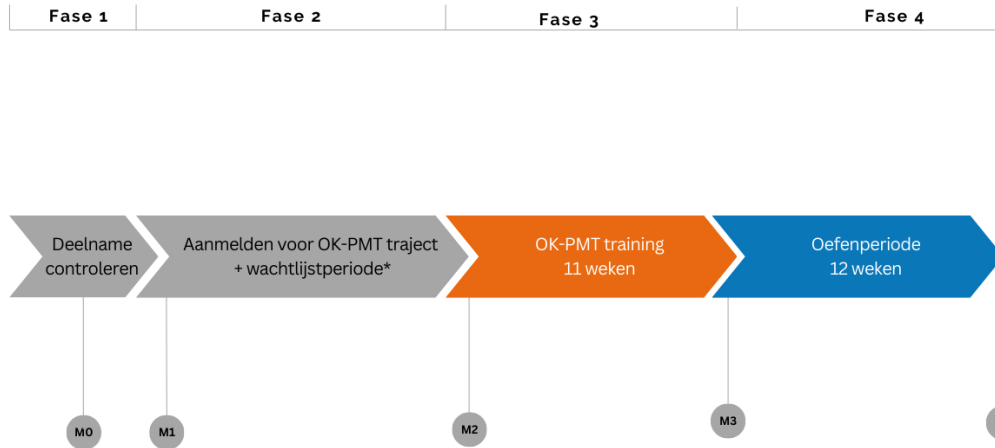 Fase 1
Fase 2
Fase 3
Fase 4
Deelname
controleren
Aanmelden voor OK-PMT traject
+ wachtlijstperiode*
OK-PMT training
11 weken
Oefenperiode
12 weken
M0
M1
M2
M3